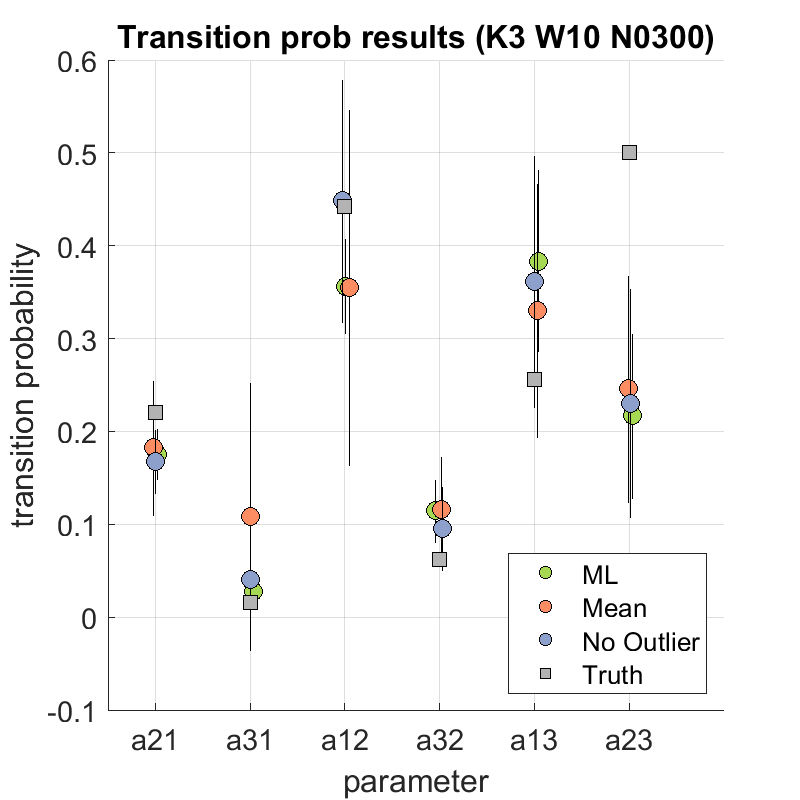 Transition prob results (K3 W10 N0300)
0.6
0.5
0.4
0.3
0.2
0.1
0
-0.1
transition probability
a21 a31 a12 a32 a13 a23
parameter
ML
Mean
No Outlier
Truth